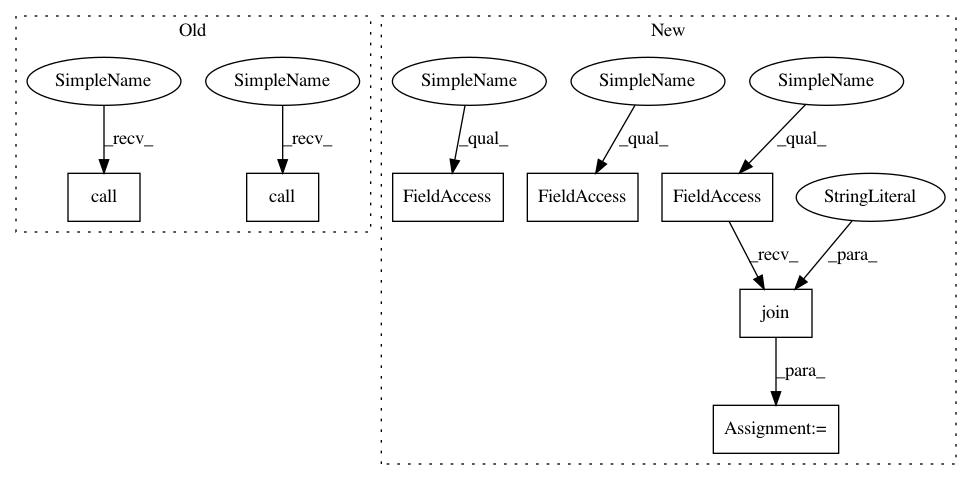 Old
New
SimpleName
SimpleName
SimpleName
SimpleName
SimpleName
_recv_
_recv_
_qual_
_qual_
_qual_
call
call
FieldAccess
FieldAccess
FieldAccess
StringLiteral
_recv_
_para_
join
_para_
Assignment:=